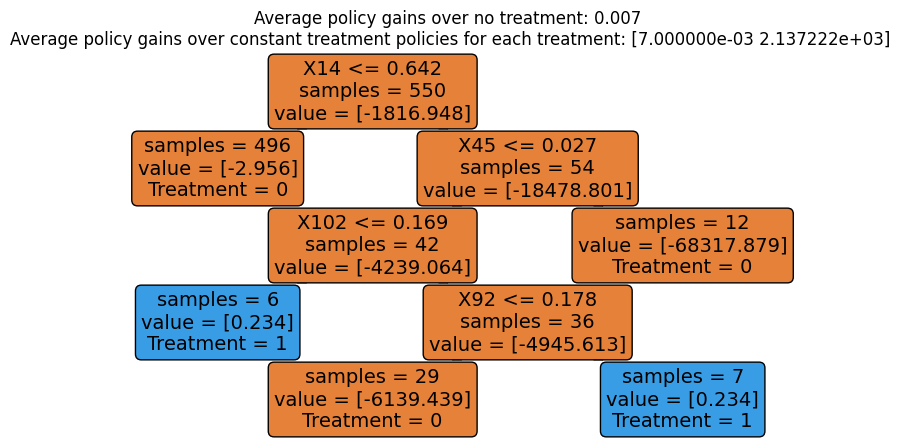 Average policy gains over no treatment: 0.007
Average policy gains over constant treatment policies for each treatment: [7.000000e-03 2.137222e+03]
X14 <= 0.642
samples = 550
value = [-1816.948]
samples = 496
value = [-2.956]
Treatment = 0
X45 <= 0.027
samples = 54
value = [-18478.801]
X102 <= 0.169
samples = 42
value = [-4239.064]
samples = 12
value = [-68317.879]
Treatment = 0
samples = 6
value = [0.234]
Treatment = 1
X92 <= 0.178
samples = 36
value = [-4945.613]
samples = 29
value = [-6139.439]
Treatment = 0
samples = 7
value = [0.234]
Treatment = 1